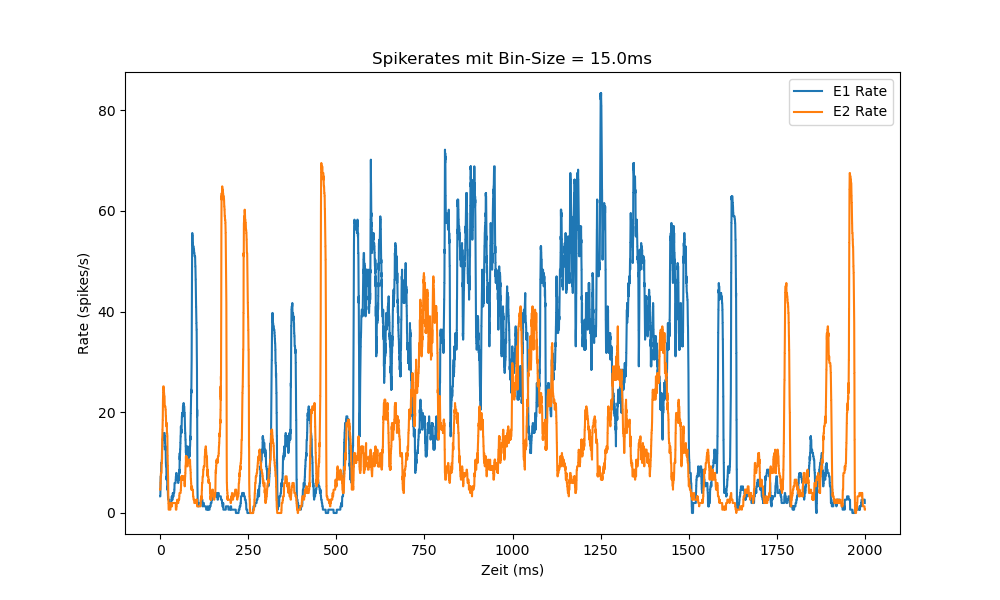 Spikerates mit Bin-Size = 15.0ms
E1 Rate
E2 Rate
Rate (spikes/s)
80
60
40
20
0
0 250 500 750 1000 1250 1500 1750 2000
Zeit (ms)